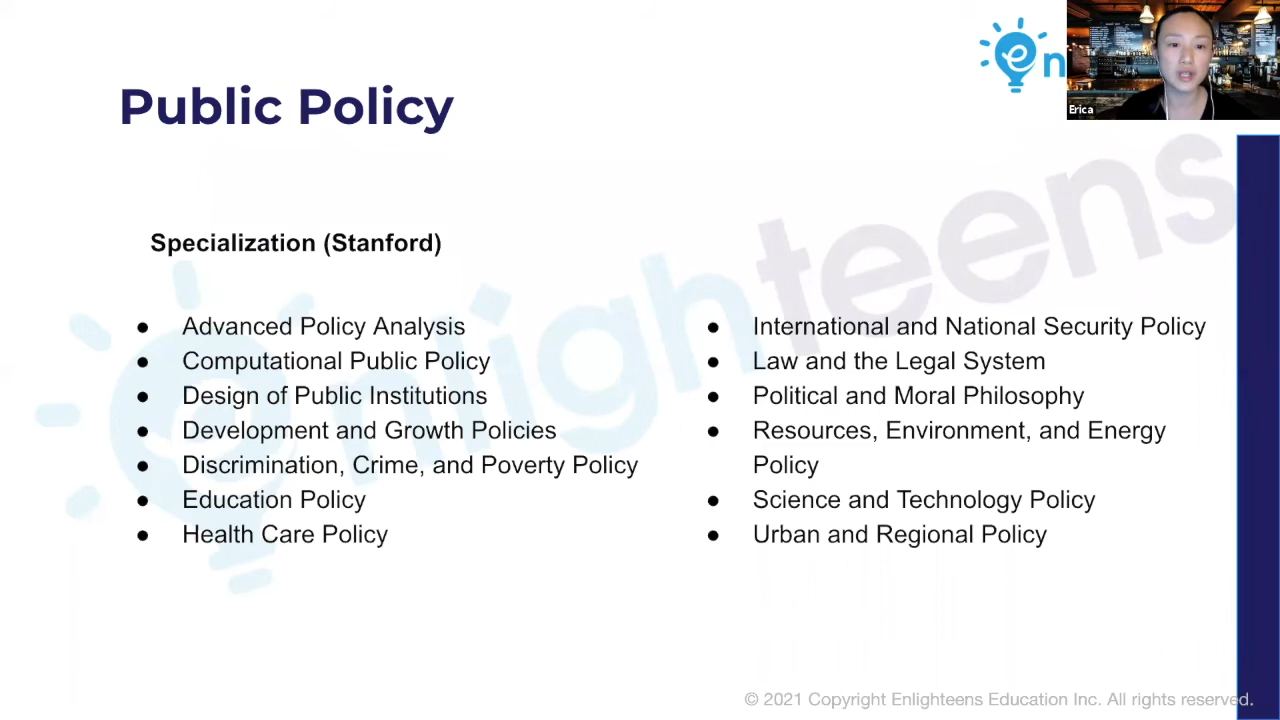 en
Erica
Public Policy
enlighteens
Specialization (Stanford)
● Advanced Policy Analysis
● Computational Public Policy
● Design of Public Institutions
● Development and Growth Policies
● Discrimination, Crime, and Poverty Policy
● Education Policy
● Health Care Policy
● International and National Security Policy
● Law and the Legal System
● Political and Moral Philosophy
● Resources, Environment, and Energy
Policy
● Science and Technology Policy
● Urban and Regional Policy
© 2021 Copyright Enlighteens Education Inc. All rights reserved.